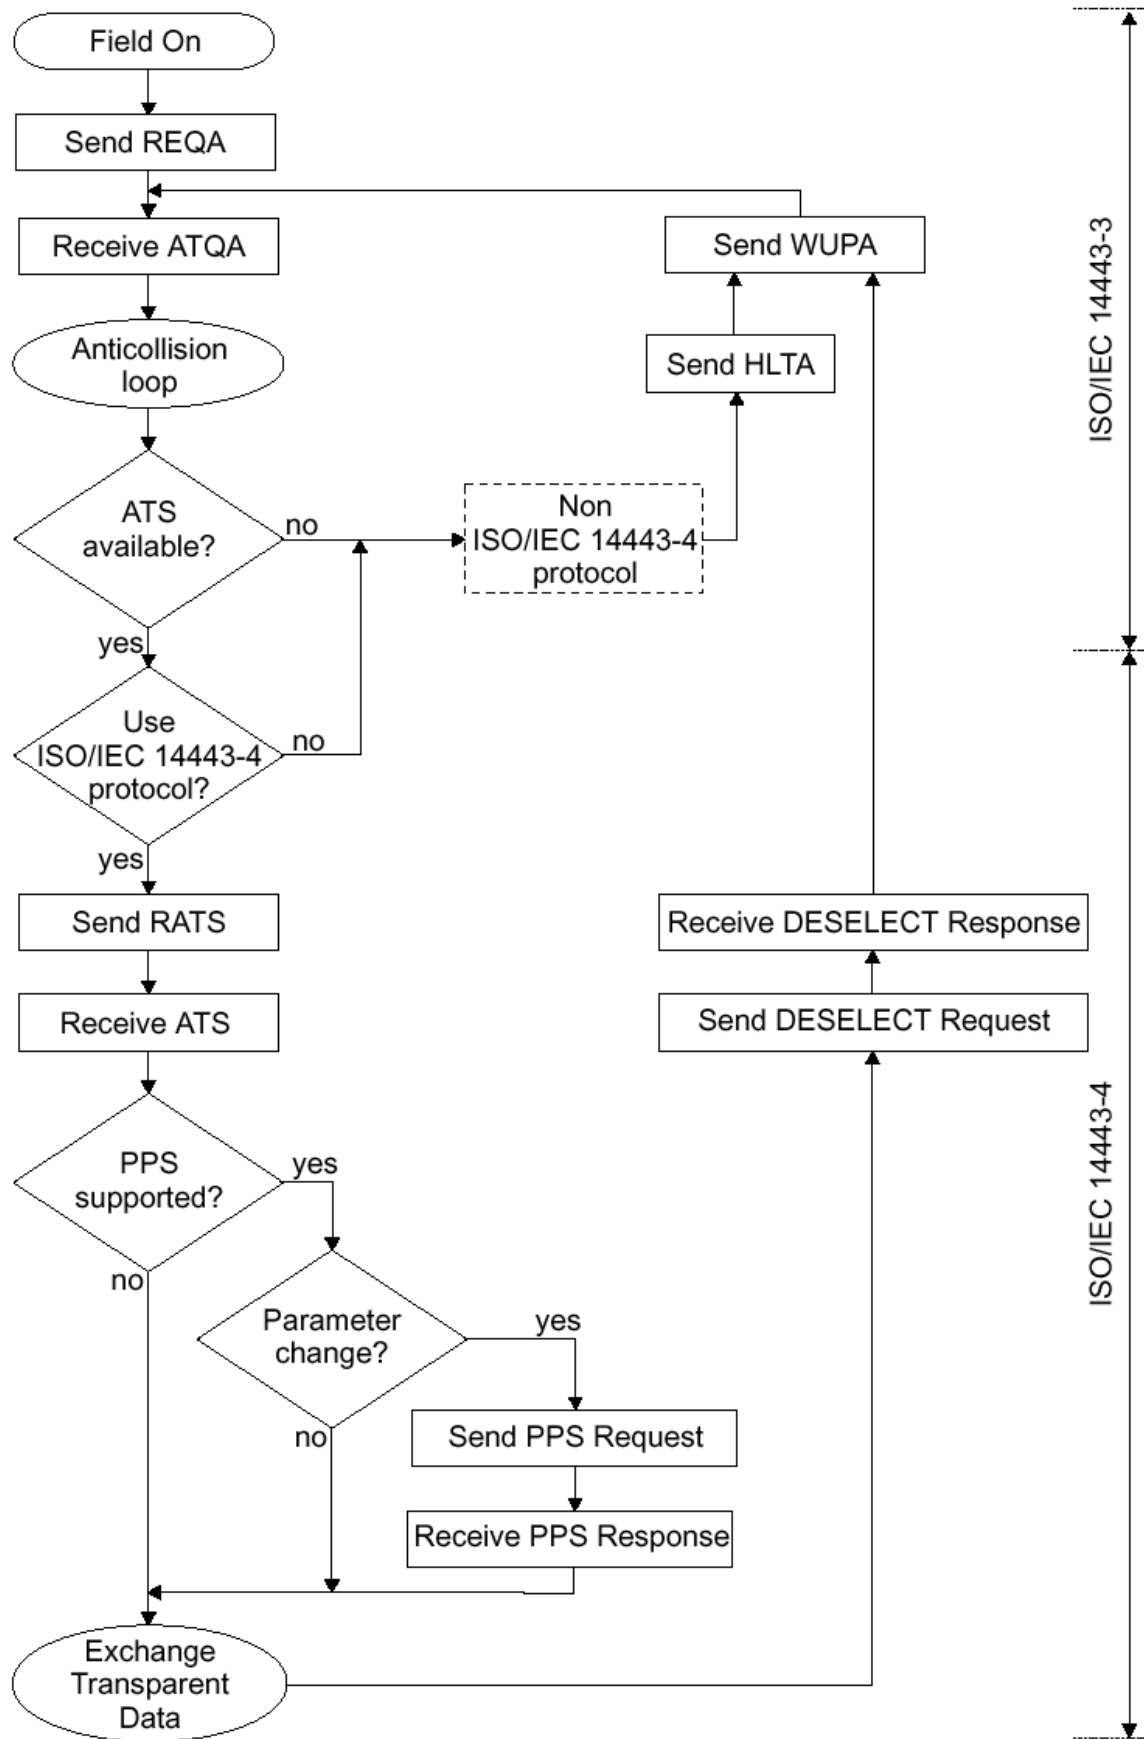 Field On
Send REQA
Receive ATQA
Send WUPA
Anticollision
loop
Send HLTA
ISO/IEC 14443-3
ATS
available?
no
Non
ISO/IEC 14443-4
protocol
yes
Use
ISO/IEC 14443-4
protocol?
no
yes
Send RATS
Receive DESELECT Response
Receive ATS
Send DESELECT Request
ISO/IEC 14443-4
PPS
supported?
yes
no
Parameter
change?
yes
no
Send PPS Request
Receive PPS Response
Exchange
Transparent
Data